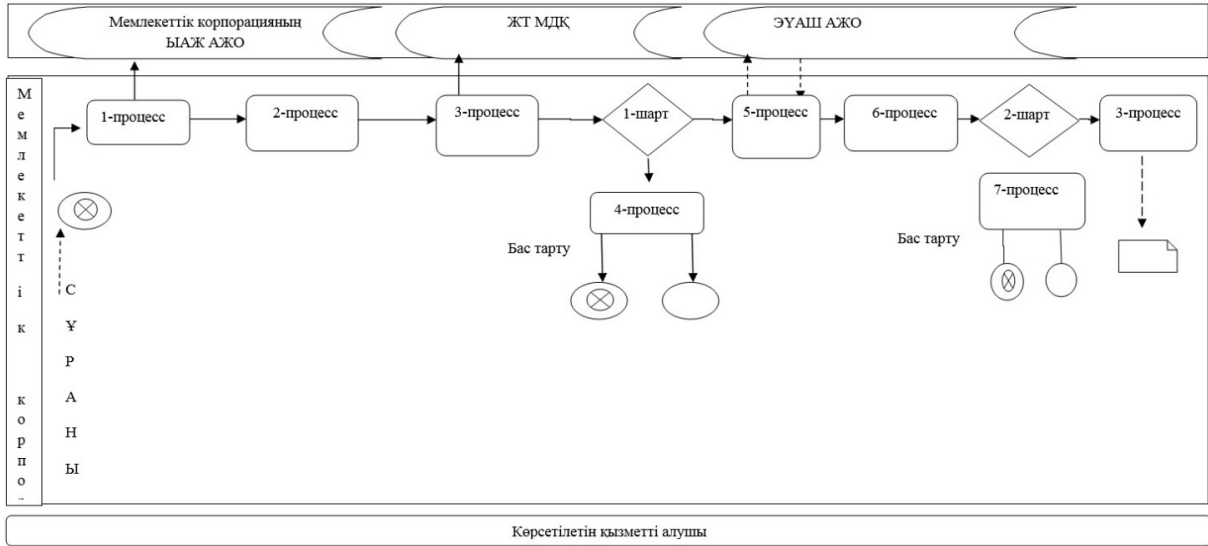 Мемлекеттік корпорацияның
ЫАЖ АЖО
ЖТ МДҚ
ЭҮАШ АЖО
Мемлекеттік корпо
1-процесс
2-процесс
3-процесс
1-шарт
5-процесс
6-процесс
2-шарт
3-процесс
4-процесс
7-процесс
Бас тарту
Бас тарту
СҰРАНЫ
Көрсетілетін қызметті алушы